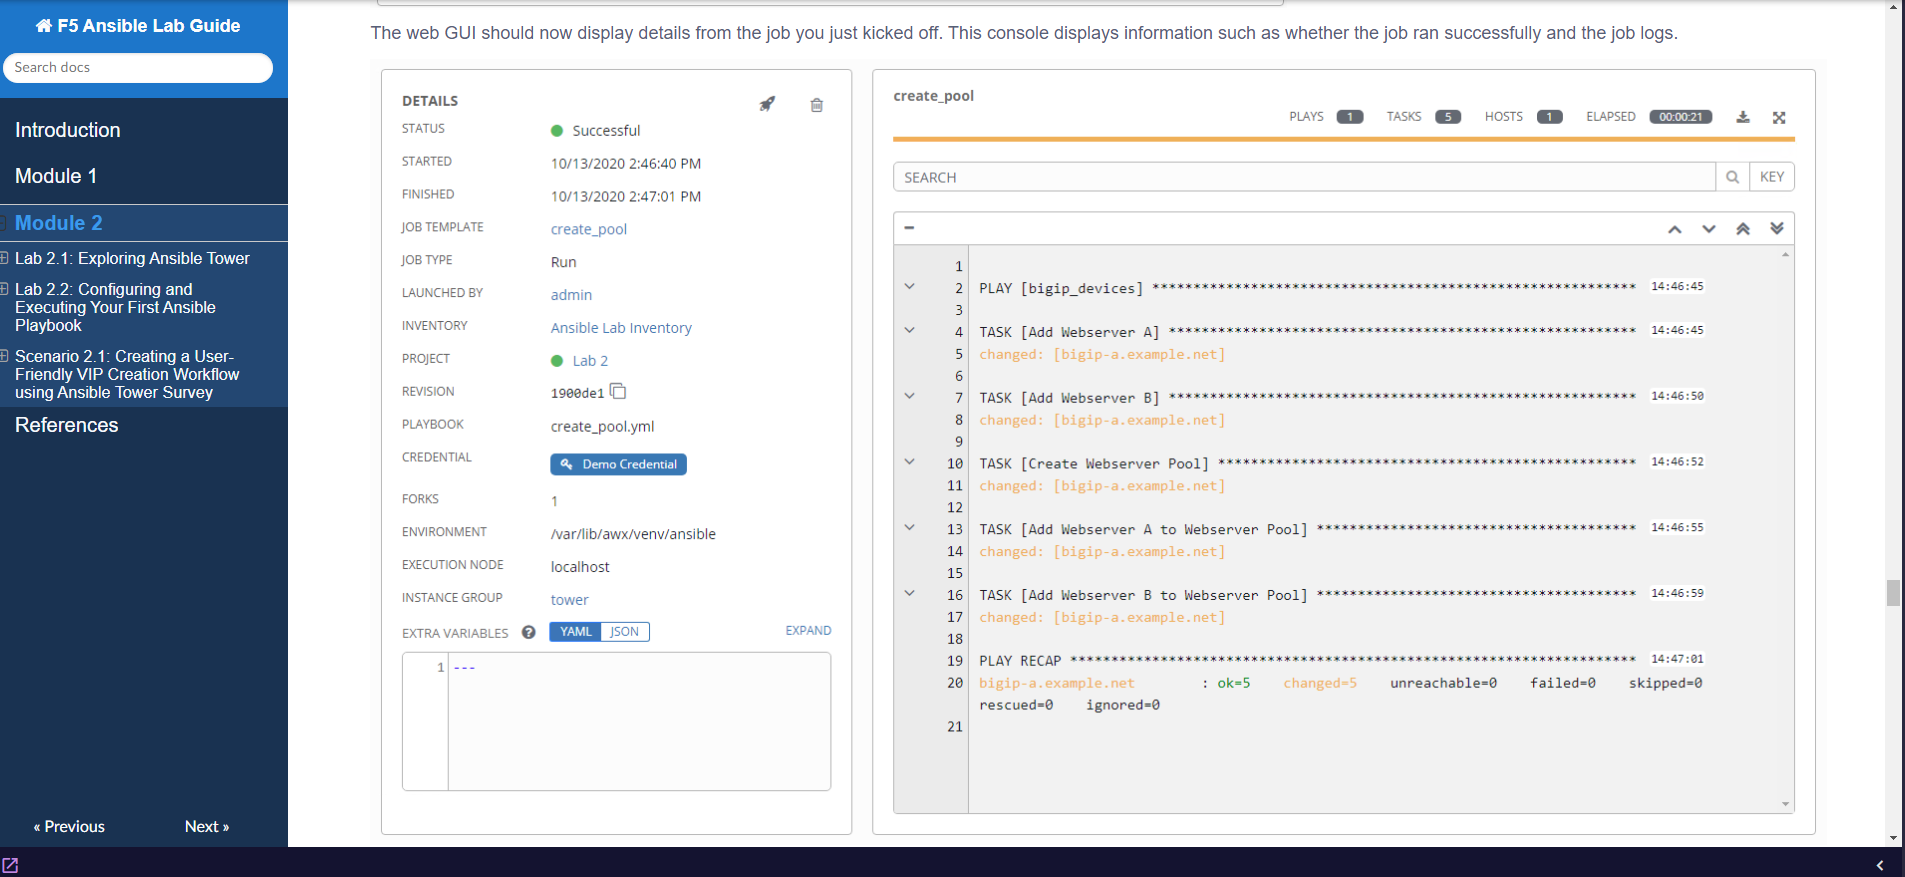 F5 Ansible Lab Guide
Search docs
Introduction
Module 1
Module 2
Lab 2.1: Exploring Ansible Tower
Lab 2.2: Configuring and
Executing Your First Ansible
Playbook
Scenario 2.1: Creating a User-
Friendly VIP Creation Workflow
using Ansible Tower Survey
References
« Previous
Next »
The web GUI should now display details from the job you just kicked off. This console displays information such as whether the job ran successfully and the job logs.
DETAILS
STATUS Successful
STARTED 10/13/2020 2:46:40 PM
FINISHED 10/13/2020 2:47:01 PM
JOB TEMPLATE create_pool
JOB TYPE Run
LAUNCHED BY admin
INVENTORY Ansible Lab Inventory
PROJECT Lab 2
REVISION 1900de1
PLAYBOOK create_pool.yml
CREDENTIAL Demo Credential
FORKS 1
ENVIRONMENT /var/lib/awx/venv/ansible
EXECUTION NODE localhost
INSTANCE GROUP tower
EXTRA VARIABLES ? YAML JSON EXPAND
1 ---
create_pool
PLAYS 1 TASKS 5 HOSTS 1 ELAPSED 00:00:21
SEARCH KEY
1
2 PLAY [bigip_devices] *********************************************************** 14:46:45
3
4 TASK [Add Webserver A] ********************************************************* 14:46:45
5 changed: [bigip-a.example.net]
6
7 TASK [Add Webserver B] ********************************************************* 14:46:50
8 changed: [bigip-a.example.net]
9
10 TASK [Create Webserver Pool] *************************************************** 14:46:52
11 changed: [bigip-a.example.net]
12
13 TASK [Add Webserver A to Webserver Pool] *************************************** 14:46:55
14 changed: [bigip-a.example.net]
15
16 TASK [Add Webserver B to Webserver Pool] *************************************** 14:46:59
17 changed: [bigip-a.example.net]
18
19 PLAY RECAP ********************************************************************* 14:47:01
20 bigip-a.example.net : ok=5 changed=5 unreachable=0 failed=0 skipped=0
rescued=0 ignored=0
21